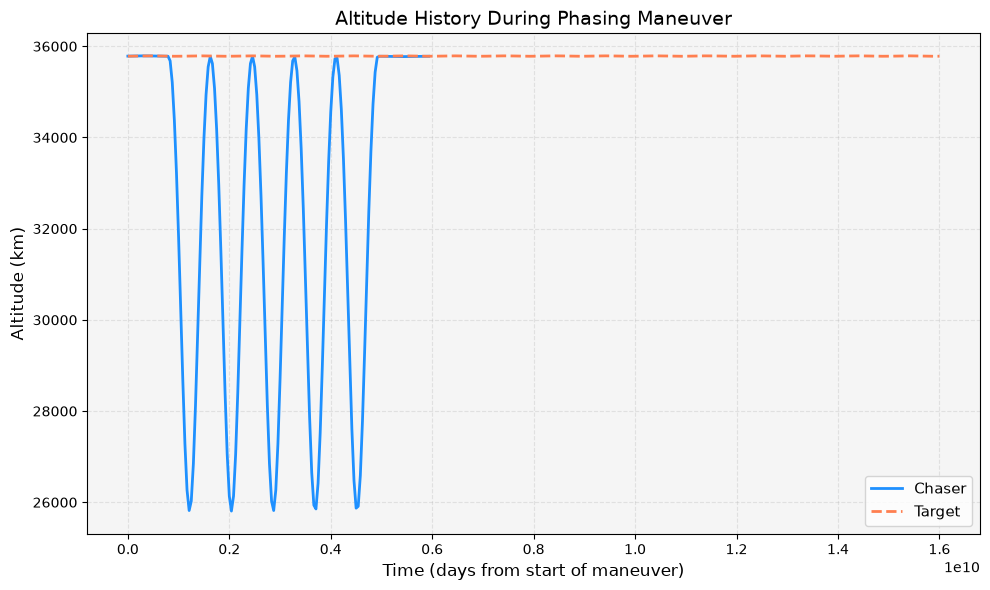 Altitude History During Phasing Maneuver
Altitude (km)
36000
34000
32000
30000
28000
26000
Chaser
Target
0.0 0.2 0.4 0.6 0.8 1.0 1.2 1.4 1.6
1e10
Time (days from start of maneuver)